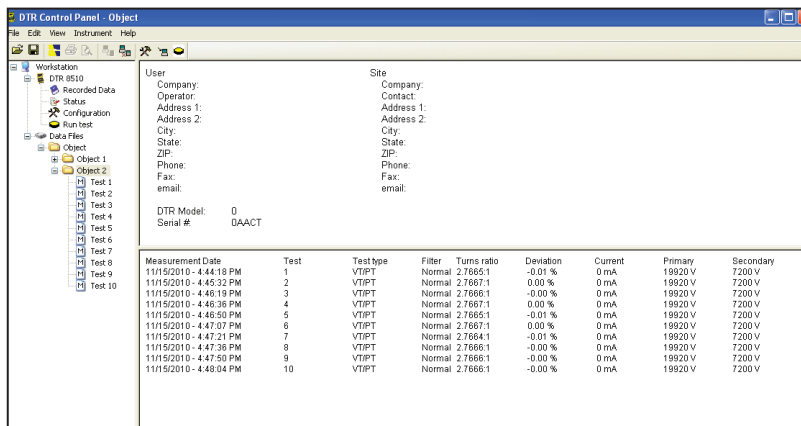 DTR Control Panel - Object
File Edit View Instrument Help
Workstation
DTR 8510
Recorded Data
Status
Configuration
Run test
Data Files
Object
Object 1
Object 2
Test 1
Test 2
Test 3
Test 4
Test 5
Test 6
Test 7
Test 8
Test 9
Test 10
User
Company:
Operator:
Address 1:
Address 2:
City:
State:
ZIP:
Phone:
Fax:
email:
Site
Company:
Contact:
Address 1:
Address 2:
City:
State:
ZIP:
Phone:
Fax:
email:
DTR Model: 0
Serial #: 0AACT
Measurement Date Test Test type Filter Turns ratio Deviation Current Primary Secondary
11/15/2010 - 4:44:18 PM 1 VT/PT Normal 2.7665:1 -0.01 % 0 mA 19920 V 7200 V
11/15/2010 - 4:45:32 PM 2 VT/PT Normal 2.7667:1 0.00 % 0 mA 19920 V 7200 V
11/15/2010 - 4:46:19 PM 3 VT/PT Normal 2.7666:1 -0.00 % 0 mA 19920 V 7200 V
11/15/2010 - 4:46:36 PM 4 VT/PT Normal 2.7667:1 0.00 % 0 mA 19920 V 7200 V
11/15/2010 - 4:46:50 PM 5 VT/PT Normal 2.7665:1 -0.01 % 0 mA 19920 V 7200 V
11/15/2010 - 4:47:07 PM 6 VT/PT Normal 2.7667:1 0.00 % 0 mA 19920 V 7200 V
11/15/2010 - 4:47:21 PM 7 VT/PT Normal 2.7664:1 -0.01 % 0 mA 19920 V 7200 V
11/15/2010 - 4:47:36 PM 8 VT/PT Normal 2.7666:1 -0.00 % 0 mA 19920 V 7200 V
11/15/2010 - 4:47:50 PM 9 VT/PT Normal 2.7666:1 -0.00 % 0 mA 19920 V 7200 V
11/15/2010 - 4:48:04 PM 10 VT/PT Normal 2.7666:1 -0.00 % 0 mA 19920 V 7200 V